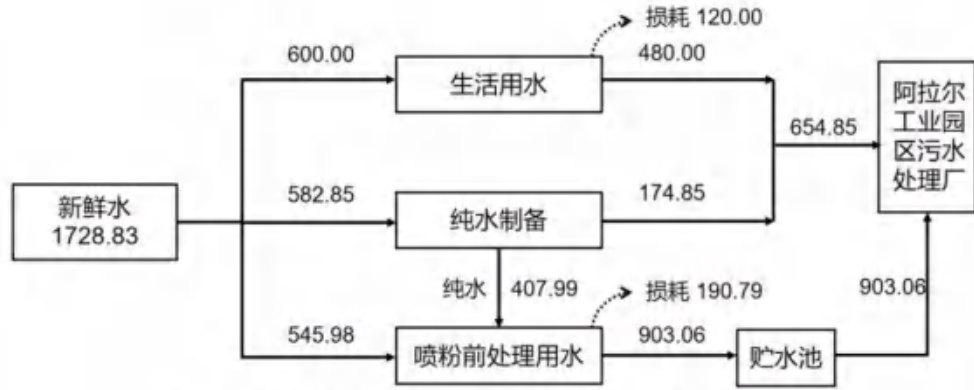 损耗 120.00
600.00
生活用水
480.00
阿拉尔
工业园
区污水
处理厂
654.85
新鲜水
1728.83
582.85
纯水制备
174.85
纯水 407.99
损耗 190.79
903.06
545.98
喷粉前处理用水
903.06
贮水池